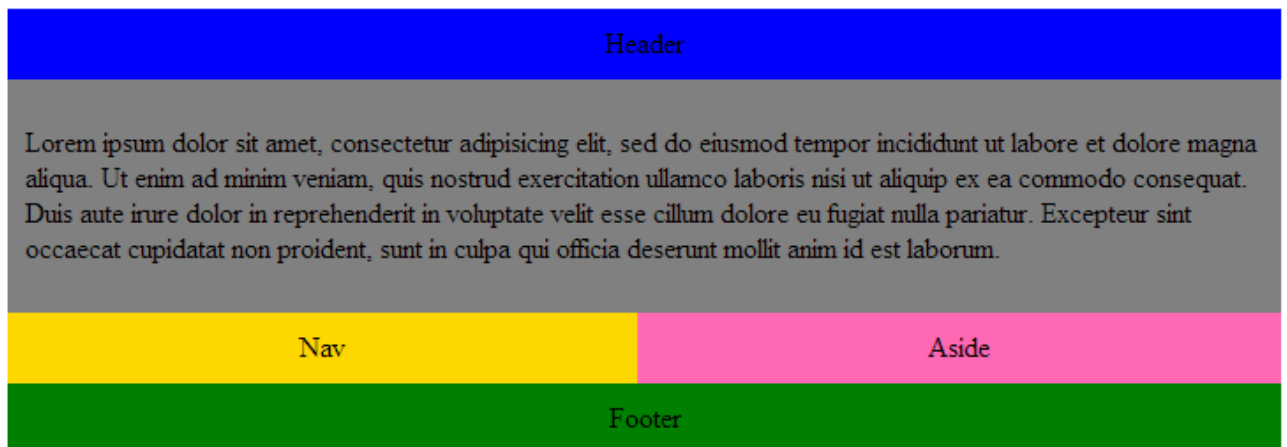 Header
Lorem ipsum dolor sit amet, consectetur adipisicing elit, sed do eiusmod tempor incididunt ut labore et dolore magna
aliqua. Ut enim ad minim veniam, quis nostrud exercitation ullamco laboris nisi ut aliquip ex ea commodo consequat.
Duis aute irure dolor in reprehenderit in voluptate velit esse cillum dolore eu fugiat nulla pariatur. Excepteur sint
occaecat cupidatat non proident, sunt in culpa qui officia deserunt mollit anim id est laborum.
Nav
Aside
Footer